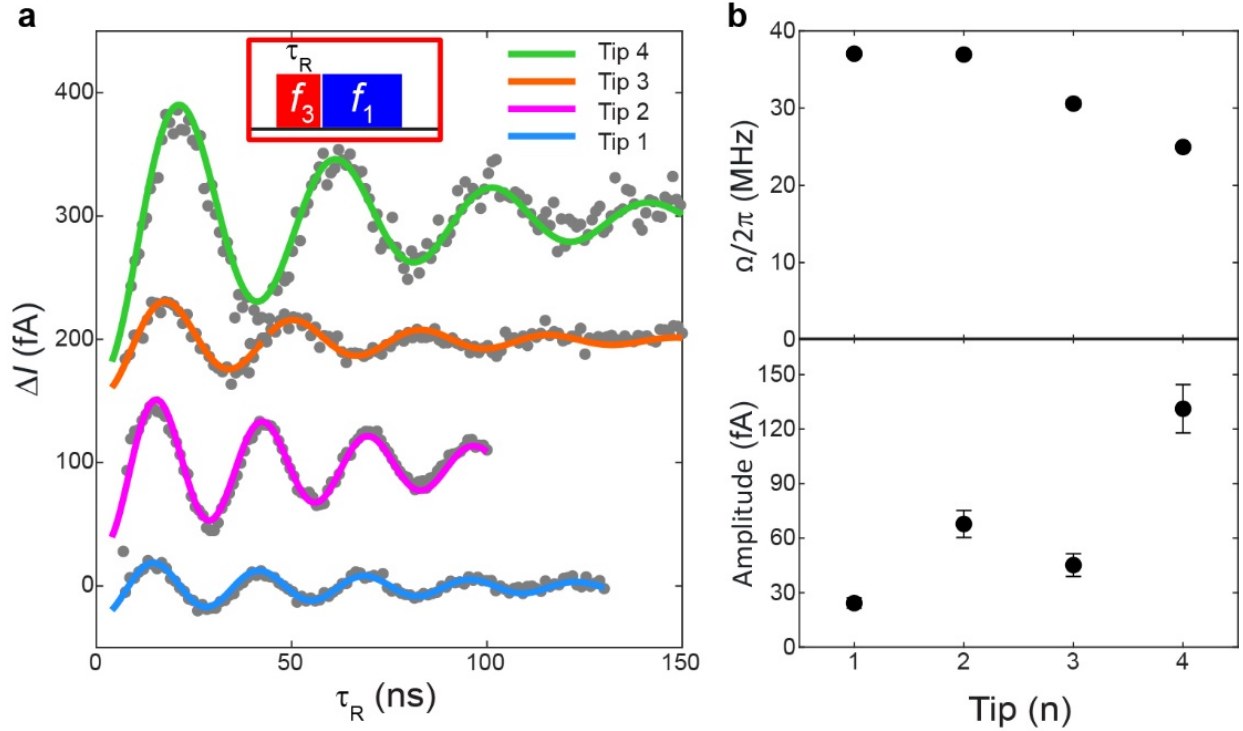 a
400
300
200
100
0
ΔI (fA)
τR
f3 f1
Tip 4
Tip 3
Tip 2
Tip 1
0 50 100 150
τR (ns)
b
40
30
20
10
0
Ω/2π (MHz)
150
120
90
60
30
0
Amplitude (fA)
1 2 3 4
Tip (n)